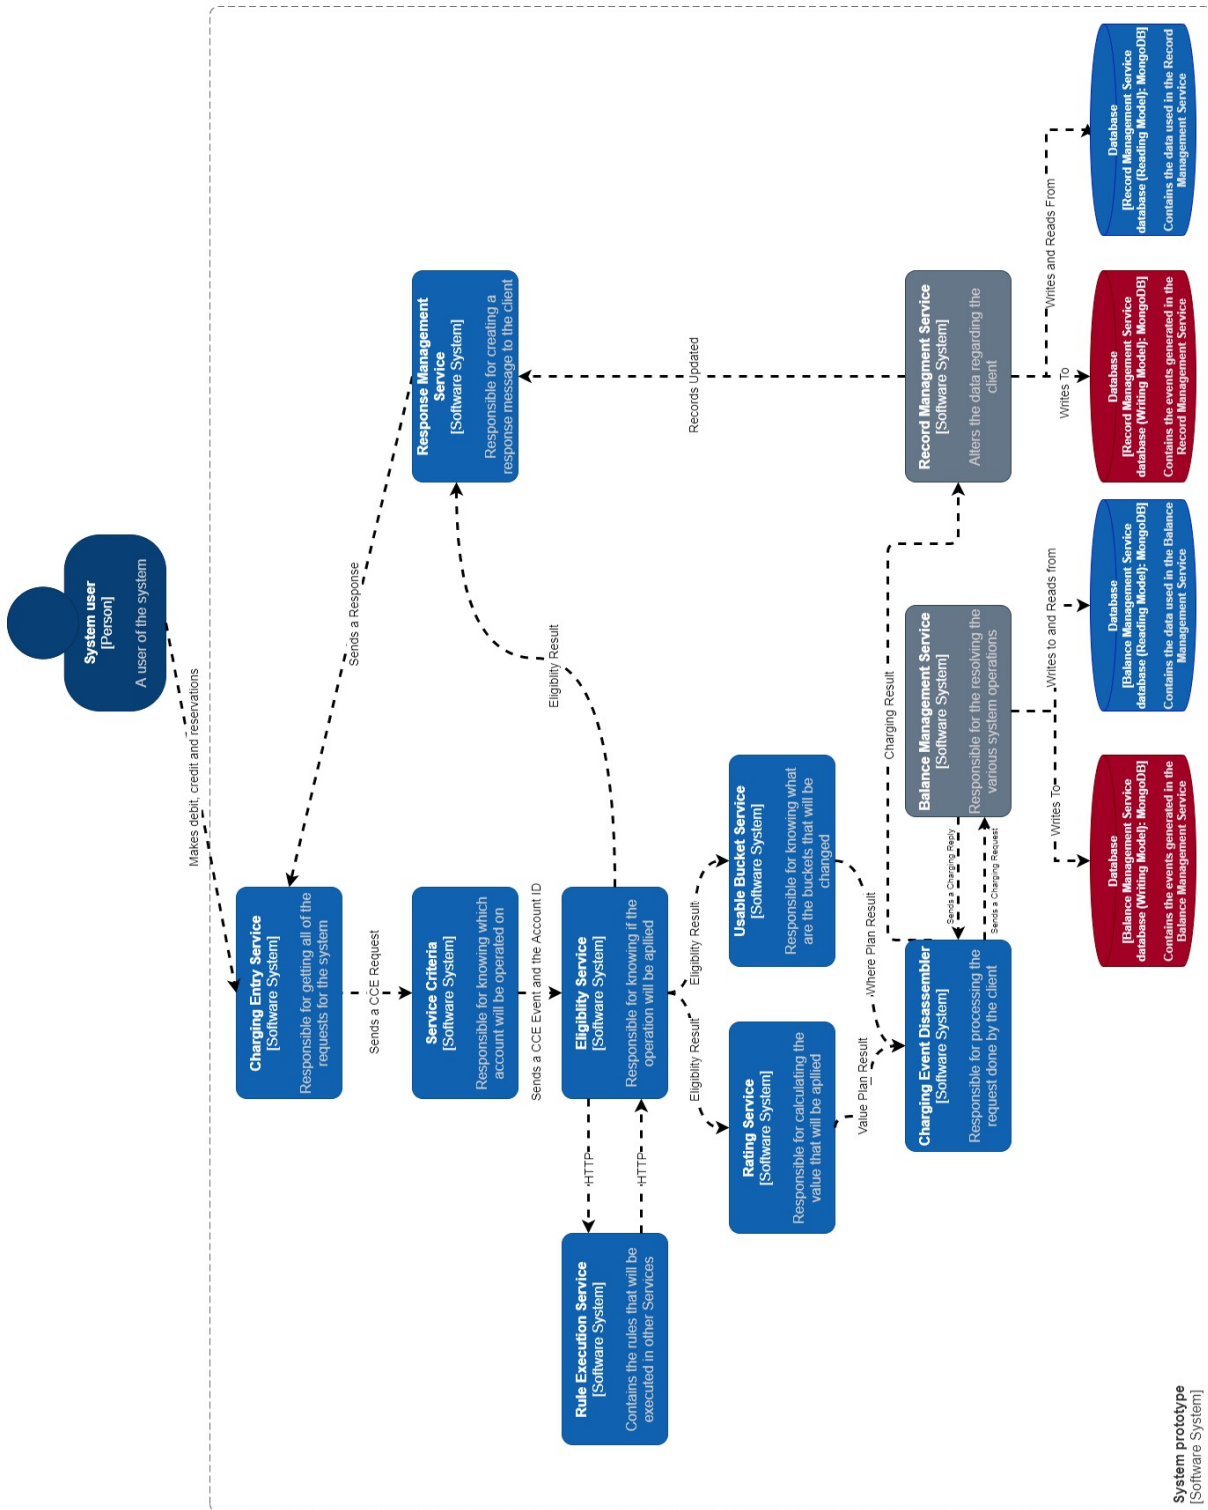 System user
[Person]
A user of the system
Makes debit, credit and reservations
Charging Entry Service
[Software System]
Responsible for getting all of the
requests for the system
Sends a Response
Response Management
Service
[Software System]
Responsible for creating a
response message to the client
Sends a CCE Request
Service Criteria
[Software System]
Responsible for knowing which
account will be operated on
Sends a CCE Event and the Account ID
Eligiblity Service
[Software System]
Responsible for knowing if the
operation will be apllied
Eligiblity Result
HTTP
HTTP
Rule Execution Service
[Software System]
Contains the rules that will be
executed in other Services
Eligiblity Result
Eligiblity Result
Rating Service
[Software System]
Responsible for calculating the
value that will be apllied
Usable Bucket Service
[Software System]
Responsible for knowing what
are the buckets that will be
changed
Records Updated
Value Plan Result
Where Plan Result
Charging Result
Charging Event Disassembler
[Software System]
Responsible for processing the
request done by the client
Sends a Charging Reply
Sends a Charging Request
Balance Management Service
[Software System]
Responsible for the resolving the
various system operations
Record Managment Service
[Software System]
Alters the data regarding the
client
Writes To
Writes to and Reads from
Writes To
Writes and Reads From
Database
[Balance Management Service
database (Writing Model): MongoDB]
Contains the events generated in the
Balance Management Service
Database
[Balance Management Service
database (Reading Model): MongoDB]
Contains the data used in the Balance
Management Service
Database
[Record Management Service
database (Writing Model): MongoDB]
Contains the events generated in the
Record Management Service
Database
[Record Management Service
database (Reading Model): MongoDB]
Contains the data used in the Record
Management Service
System prototype
[Software System]